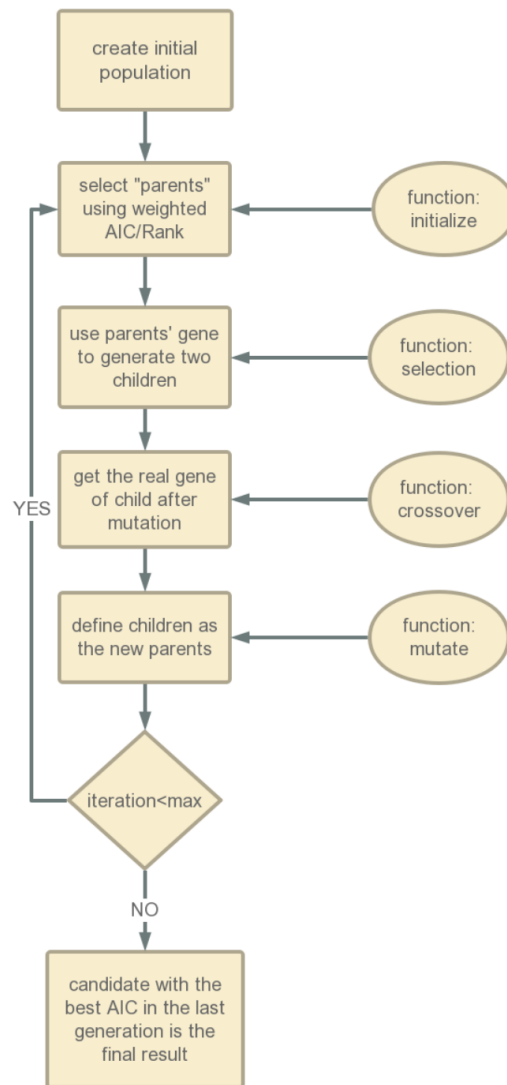 create initial
population
select "parents"
using weighted
AIC/Rank
function:
initialize
use parents' gene
to generate two
children
function:
selection
get the real gene
of child after
mutation
function:
crossover
YES
define children as
the new parents
function:
mutate
iteration<max
NO
candidate with the
best AIC in the last
generation is the
final result